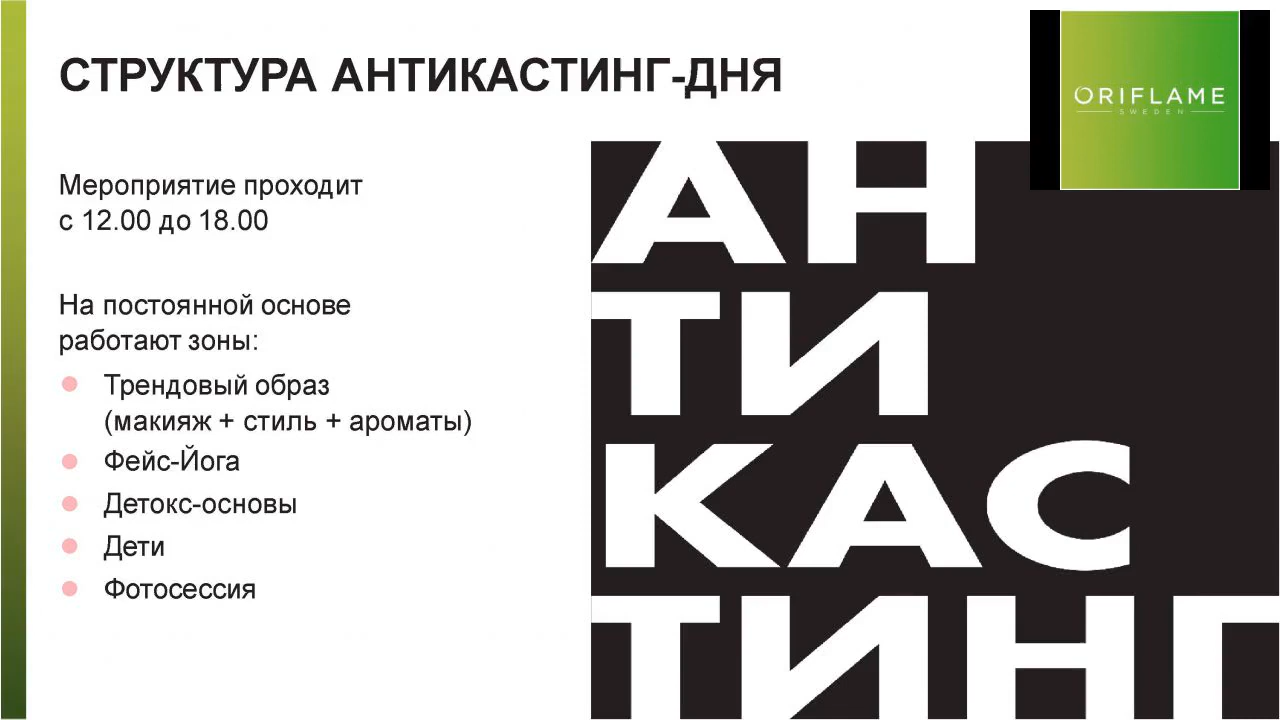 СТРУКТУРА АНТИКАСТИНГ-ДНЯ
ORIFLAME
SWEDEN
Мероприятие проходит
с 12.00 до 18.00
На постоянной основе
работают зоны:
Трендовый образ
(макияж + стиль + ароматы)
Фейс-Йога
Детокс-основы
Дети
Фотосессия
АН
ТИ
КАС
ТИНГ